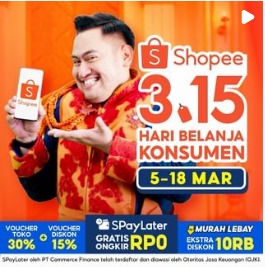 Shopee
Shopee
3.15
HARI BELANJA
KONSUMEN
5-18 MAR
VOUCHER
TOKO
30%
+
VOUCHER
DISKON
15%
SPayLater
GRATIS
ONGKIR
RP0
MURAH LEBAY
EKSTRA
DISKON
10RB
SPayLater oleh PT Commerce Finance telah terdaftar dan diawasi oleh Otoritas Jasa Keuangan (OJK).